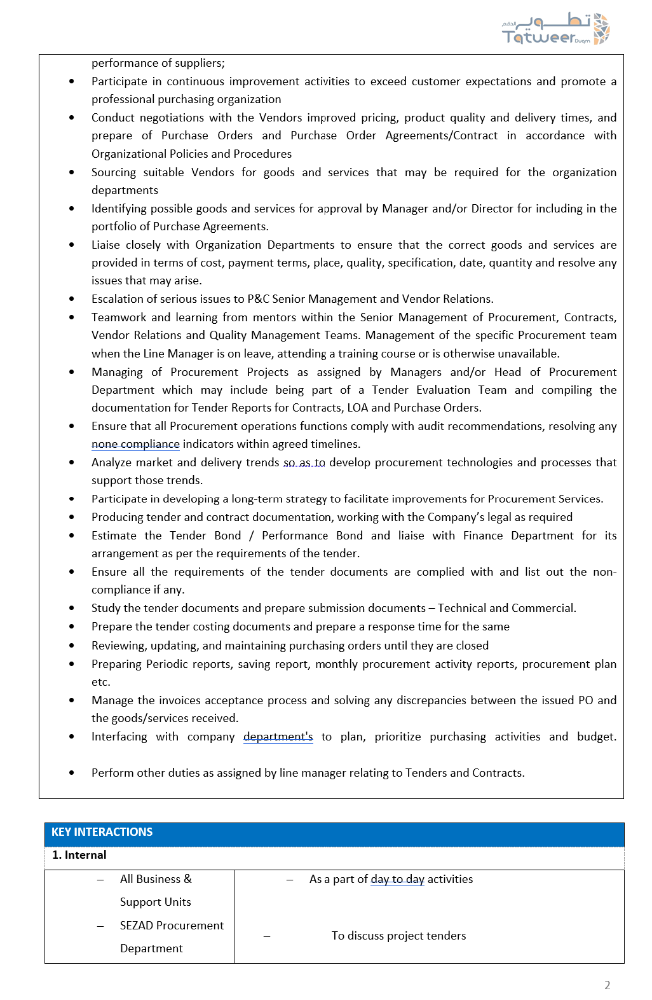 تطوير الدقم
Tatweer Duqm
performance of suppliers;
• Participate in continuous improvement activities to exceed customer expectations and promote a
professional purchasing organization
• Conduct negotiations with the Vendors improved pricing, product quality and delivery times, and
prepare of Purchase Orders and Purchase Order Agreements/Contract in accordance with
Organizational Policies and Procedures
• Sourcing suitable Vendors for goods and services that may be required for the organization
departments
• Identifying possible goods and services for approval by Manager and/or Director for including in the
portfolio of Purchase Agreements.
• Liaise closely with Organization Departments to ensure that the correct goods and services are
provided in terms of cost, payment terms, place, quality, specification, date, quantity and resolve any
issues that may arise.
• Escalation of serious issues to P&C Senior Management and Vendor Relations.
• Teamwork and learning from mentors within the Senior Management of Procurement, Contracts,
Vendor Relations and Quality Management Teams. Management of the specific Procurement team
when the Line Manager is on leave, attending a training course or is otherwise unavailable.
• Managing of Procurement Projects as assigned by Managers and/or Head of Procurement
Department which may include being part of a Tender Evaluation Team and compiling the
documentation for Tender Reports for Contracts, LOA and Purchase Orders.
• Ensure that all Procurement operations functions comply with audit recommendations, resolving any
none compliance indicators within agreed timelines.
• Analyze market and delivery trends so as to develop procurement technologies and processes that
support those trends.
• Participate in developing a long-term strategy to facilitate improvements for Procurement Services.
• Producing tender and contract documentation, working with the Company’s legal as required
• Estimate the Tender Bond / Performance Bond and liaise with Finance Department for its
arrangement as per the requirements of the tender.
• Ensure all the requirements of the tender documents are complied with and list out the non-
compliance if any.
• Study the tender documents and prepare submission documents – Technical and Commercial.
• Prepare the tender costing documents and prepare a response time for the same
• Reviewing, updating, and maintaining purchasing orders until they are closed
• Preparing Periodic reports, saving report, monthly procurement activity reports, procurement plan
etc.
• Manage the invoices acceptance process and solving any discrepancies between the issued PO and
the goods/services received.
• Interfacing with company department's to plan, prioritize purchasing activities and budget.
• Perform other duties as assigned by line manager relating to Tenders and Contracts.
KEY INTERACTIONS
1. Internal
– All Business &
Support Units
– SEZAD Procurement
Department
– As a part of day to day activities
– To discuss project tenders
2